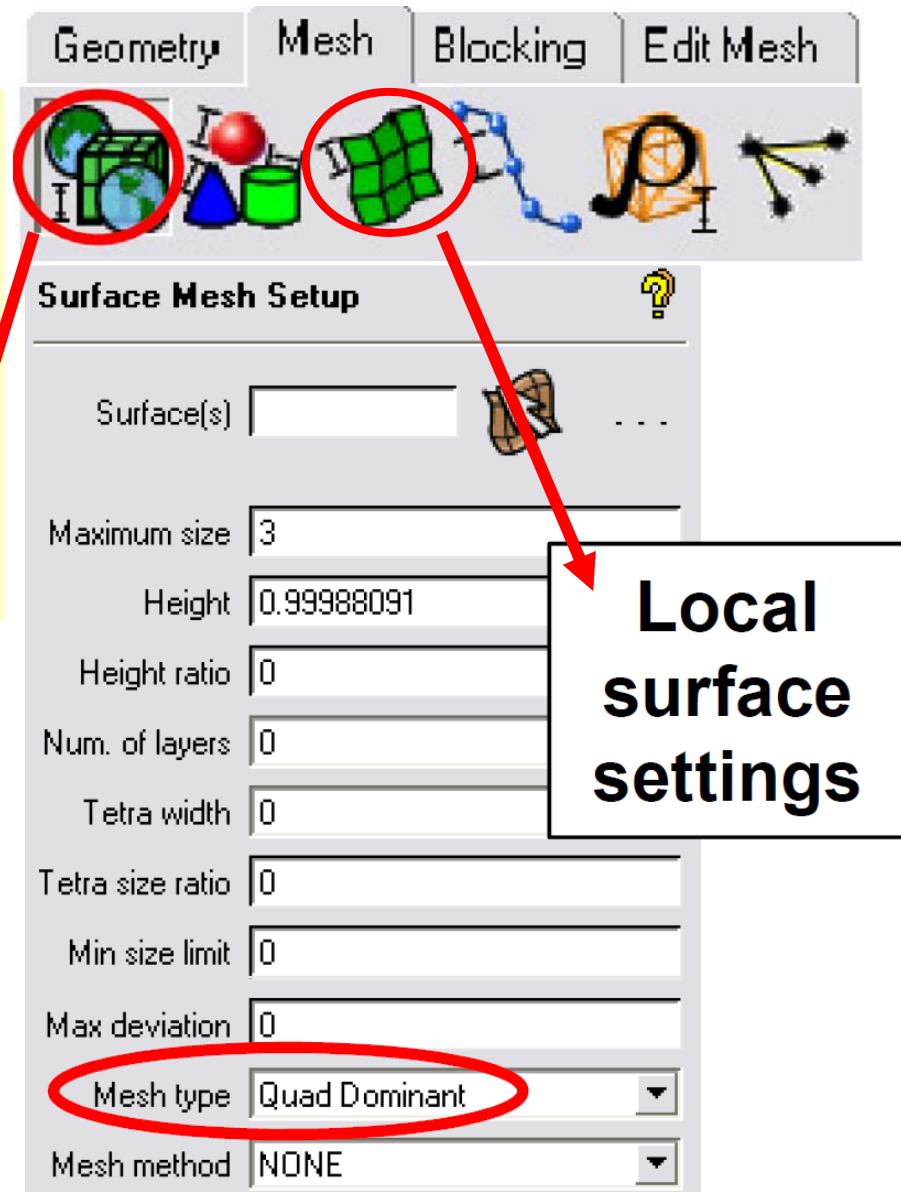 Geometry Mesh Blocking Edit Mesh
Surface Mesh Setup
Surface(s) ...
Maximum size 3
Height 0.99988091
Height ratio 0
Num. of layers 0
Tetra width 0
Tetra size ratio 0
Min size limit 0
Max deviation 0
Mesh type Quad Dominant
Mesh method NONE
Local
surface
settings